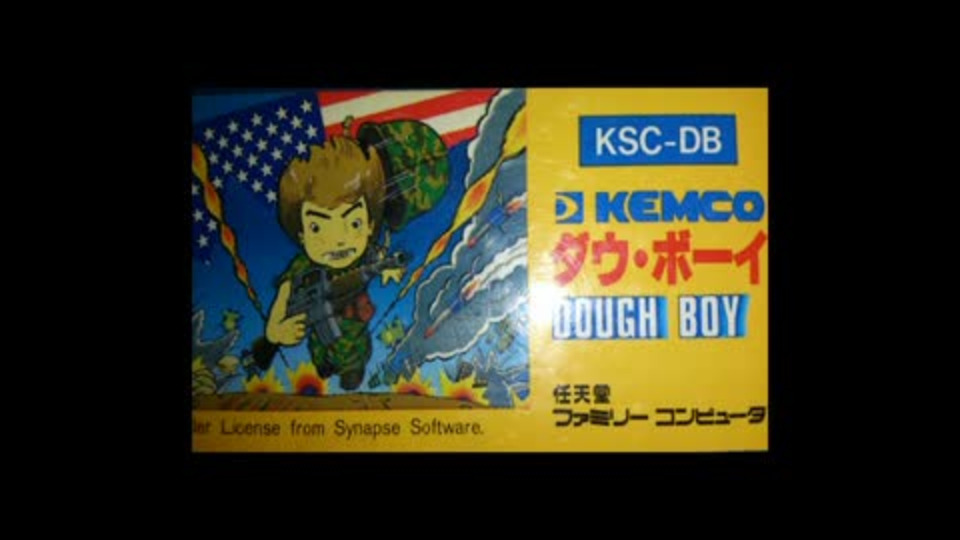 KSC-DB
KEMCO
ダウ・ボーイ
DOUGH BOY
任天堂
ファミリー コンピュータ
License from Synapse Software.